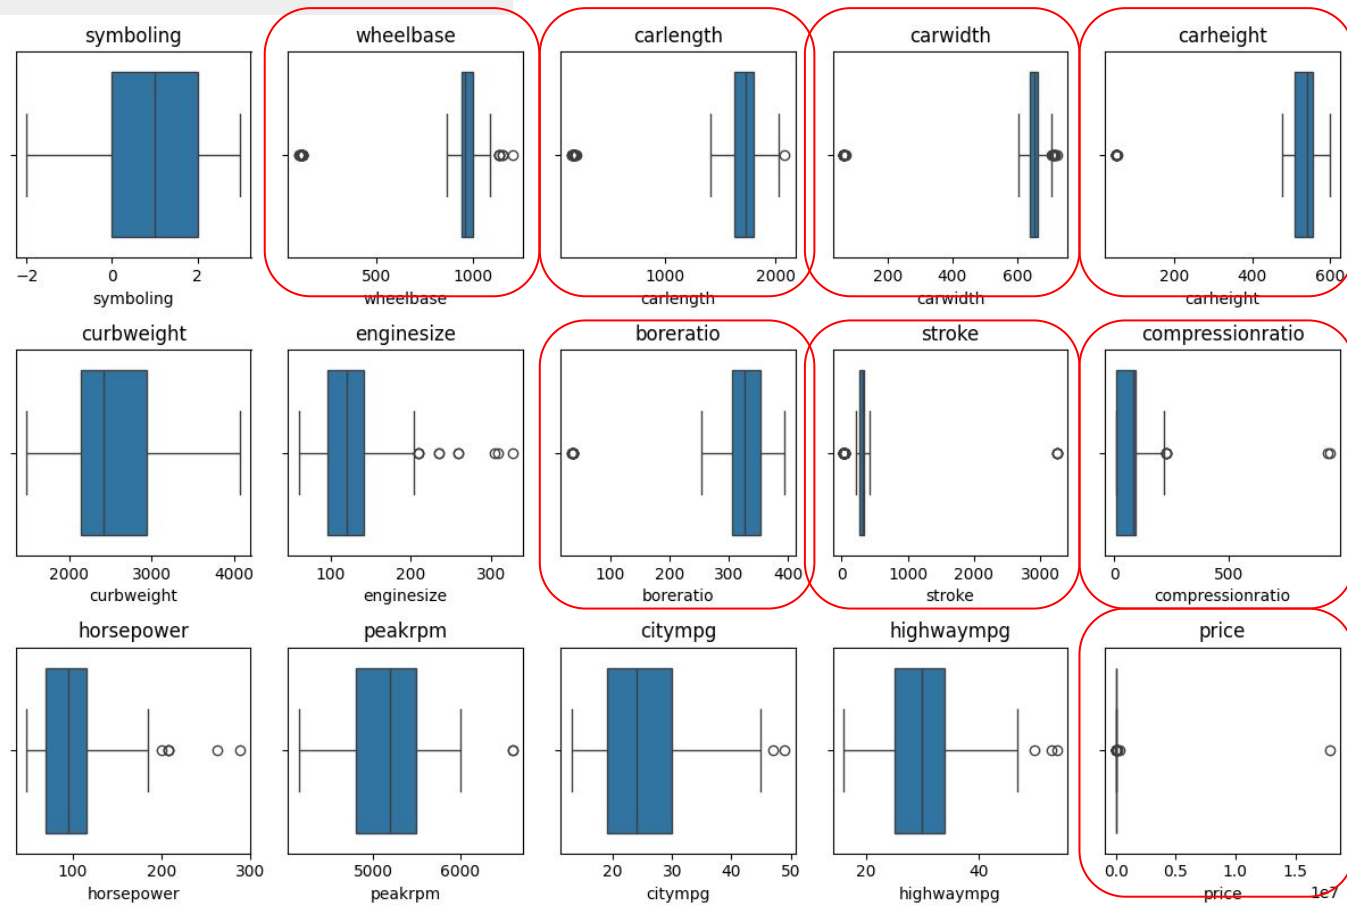 symboling wheelbase carlength carwidth carheight
−2 0 2 500 1000 1000 2000 200 400 600 200 400 600
symboling wheelbase carlength carwidth carheight
curbweight enginesize boreratio stroke compressionratio
2000 3000 4000 100 200 300 100 200 300 400 0 1000 2000 3000 0 500
curbweight enginesize boreratio stroke compressionratio
horsepower peakrpm citympg highwaympg price
100 200 300 5000 6000 10 20 30 40 50 20 40 0.0 0.5 1.0 1.5
horsepower peakrpm citympg highwaympg price 1e7